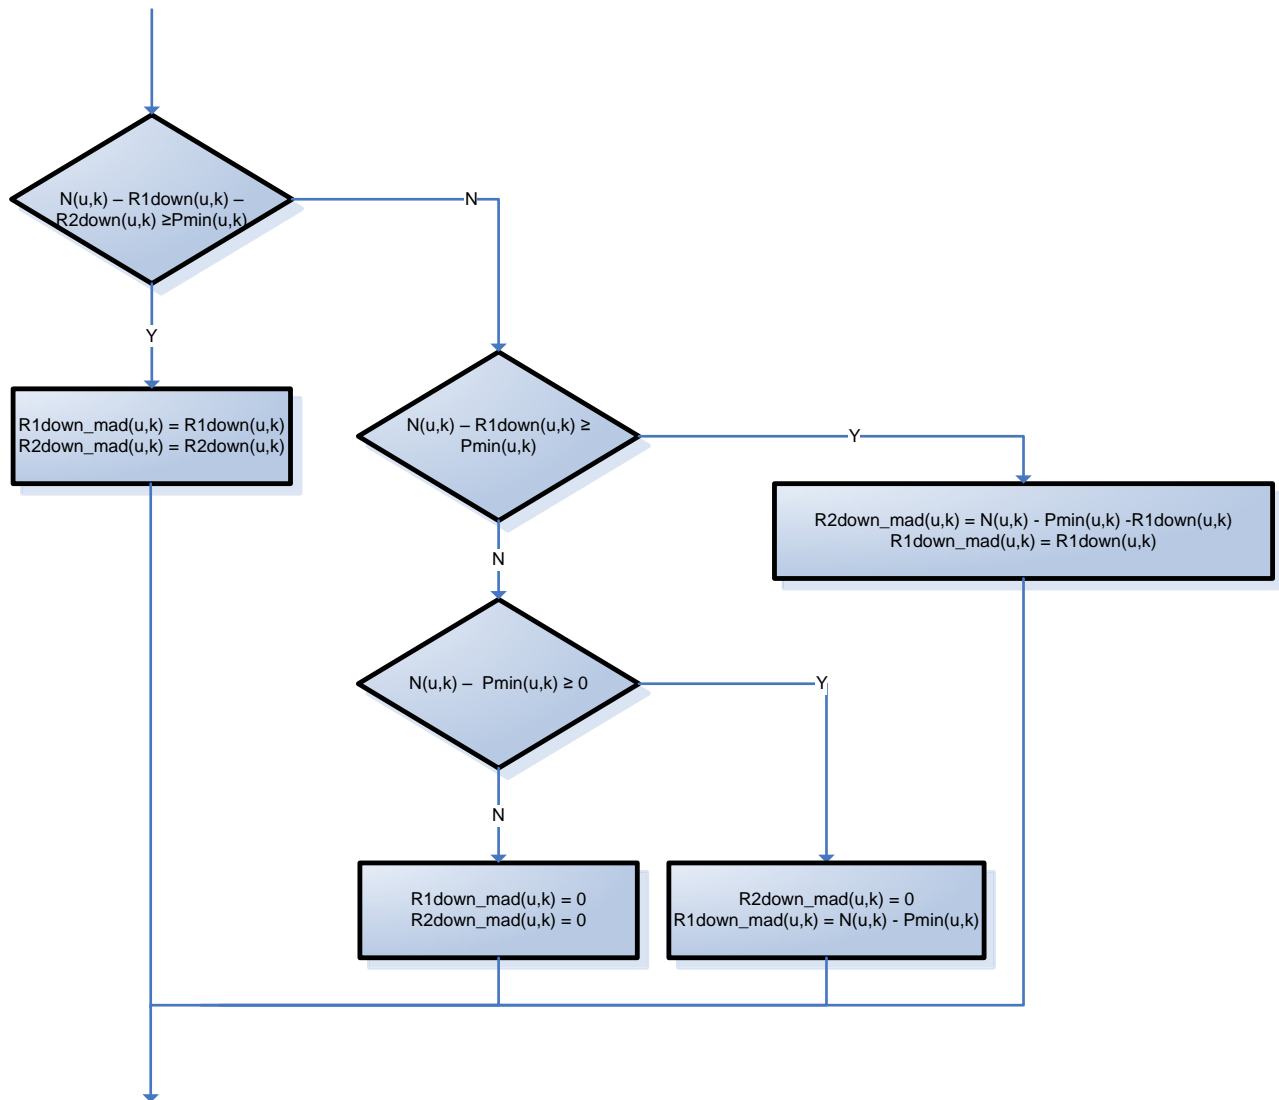 N(u,k) – R1down(u,k) –
R2down(u,k) ≥Pmin(u,k)
N
Y
R1down_mad(u,k) = R1down(u,k)
R2down_mad(u,k) = R2down(u,k)
N(u,k) – R1down(u,k) ≥
Pmin(u,k)
Y
R2down_mad(u,k) = N(u,k) - Pmin(u,k) -R1down(u,k)
R1down_mad(u,k) = R1down(u,k)
N
N(u,k) – Pmin(u,k) ≥ 0
Y
N
R1down_mad(u,k) = 0
R2down_mad(u,k) = 0
R2down_mad(u,k) = 0
R1down_mad(u,k) = N(u,k) - Pmin(u,k)